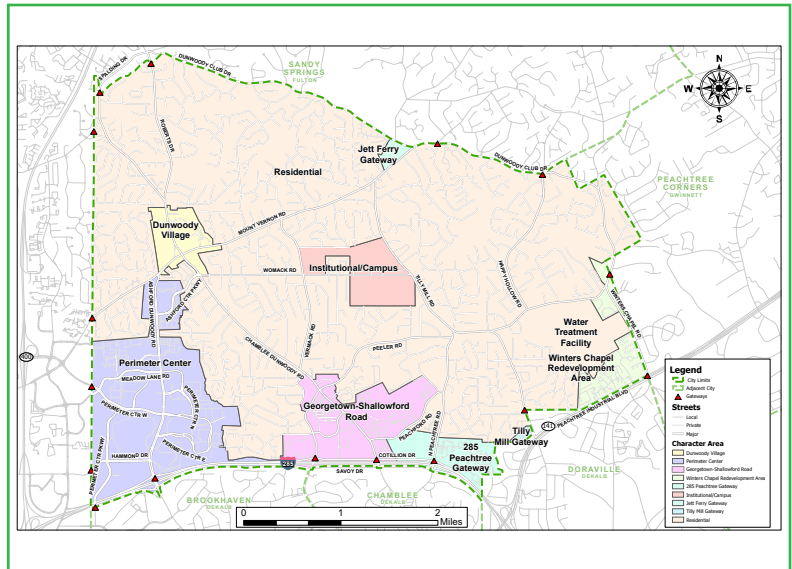 SPALDING DR
DUNWOODY CLUB DR
SANDY
SPRINGS
FULTON
N
W
E
S
ROBERTS DR
Jett Ferry
Gateway
DUNWOODY CLUB DR
Residential
PEACHTREE
CORNERS
GWINNETT
Dunwoody
Village
MOUNT VERNON RD
WOMACK RD
Institutional/Campus
TILLY MILL RD
HAPPY HOLLOW RD
ASHFORD DUNWOODY RD
ASHFORD CTR PKWY
WINTERS CHAPEL RD
VERMACK RD
CHAMBLEE DUNWOODY RD
PEELER RD
Water
Treatment
Facility
Winters Chapel
Redevelopment
Area
400
Perimeter Center
MEADOW LANE RD
PERIMETER CTR N
PERIMETER CTR W
PERIMETER CTR E
HAMMOND DR
PERIMETER CTR PKWY
Georgetown-Shallowford
Road
PEACHFORD RD
N PEACHTREE RD
141
PEACHTREE INDUSTRIAL BLVD
Tilly
Mill Gateway
285
Peachtree
Gateway
285
COTILLION DR
SAVOY DR
DORAVILLE
DEKALB
BROOKHAVEN
DEKALB
CHAMBLEE
DEKALB
0
1
2
Miles
Legend
City Limits
Adjacent City
Gateways
Streets
Local
Private
Major
Character Area
Dunwoody Village
Perimeter Center
Georgetown-Shallowford Road
Winters Chapel Redevelopment Area
285 Peachtree Gateway
Institutional/Campus
Jett Ferry Gateway
Tilly Mill Gateway
Residential